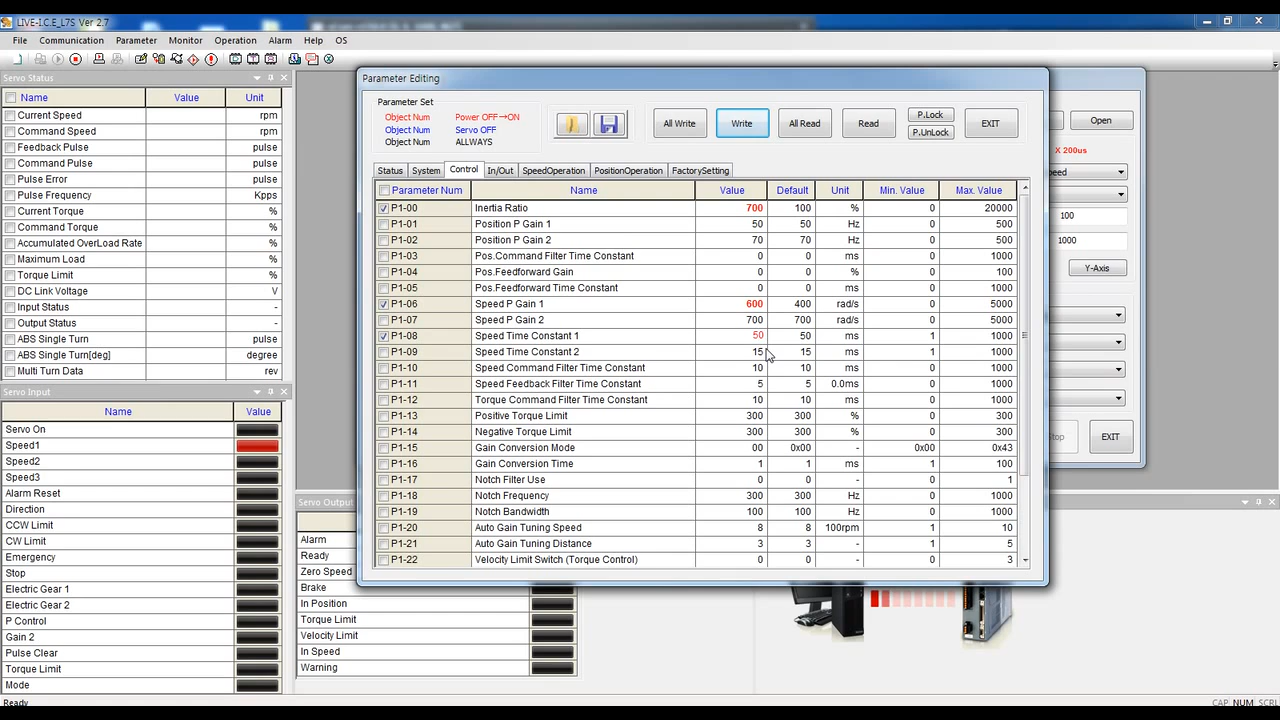 LIVE-I.C.E_L7S Ver 2.7
File Communication Parameter Monitor Operation Alarm Help OS
Servo Status
Name Value Unit
Current Speed rpm
Command Speed rpm
Feedback Pulse pulse
Command Pulse pulse
Pulse Error pulse
Pulse Frequency Kpps
Current Torque %
Command Torque %
Accumulated OverLoad Rate %
Maximum Load %
Torque Limit %
DC Link Voltage V
Input Status -
Output Status -
ABS Single Turn pulse
ABS Single Turn[deg] degree
Multi Turn Data rev
Servo Input
Name Value
Servo On
Speed1
Speed2
Speed3
Alarm Reset
Direction
CCW Limit
CW Limit
Emergency
Stop
Electric Gear 1
Electric Gear 2
P Control
Gain 2
Pulse Clear
Torque Limit
Mode
Parameter Editing
Parameter Set
Object Num Power OFF→ON
Object Num Servo OFF
Object Num ALLWAYS
All Write Write All Read Read P.Lock P.UnLock EXIT
Status System Control In/Out SpeedOperation PositionOperation FactorySetting
Parameter Num Name Value Default Unit Min. Value Max. Value
P1-00 Inertia Ratio 700 100 % 0 20000
P1-01 Position P Gain 1 50 50 Hz 0 500
P1-02 Position P Gain 2 70 70 Hz 0 500
P1-03 Pos.Command Filter Time Constant 0 0 ms 0 1000
P1-04 Pos.Feedforward Gain 0 0 % 0 100
P1-05 Pos.Feedforward Time Constant 0 0 ms 0 1000
P1-06 Speed P Gain 1 600 400 rad/s 0 5000
P1-07 Speed P Gain 2 700 700 rad/s 0 5000
P1-08 Speed Time Constant 1 50 50 ms 1 1000
P1-09 Speed Time Constant 2 15 15 ms 1 1000
P1-10 Speed Command Filter Time Constant 10 10 ms 0 1000
P1-11 Speed Feedback Filter Time Constant 5 5 0.0ms 0 1000
P1-12 Torque Command Filter Time Constant 10 10 ms 0 1000
P1-13 Positive Torque Limit 300 300 % 0 300
P1-14 Negative Torque Limit 300 300 % 0 300
P1-15 Gain Conversion Mode 00 0x00 - 0x00 0x43
P1-16 Gain Conversion Time 1 1 ms 1 100
P1-17 Notch Filter Use 0 0 - 0 1
P1-18 Notch Frequency 300 300 Hz 0 1000
P1-19 Notch Bandwidth 100 100 Hz 0 1000
P1-20 Auto Gain Tuning Speed 8 8 100rpm 1 10
P1-21 Auto Gain Tuning Distance 3 3 - 1 5
P1-22 Velocity Limit Switch (Torque Control) 0 0 0 3
Open
X 200us
100
1000
Y-Axis
EXIT
Servo Output
Alarm
Ready
Zero Speed
Brake
In Position
Torque Limit
Velocity Limit
In Speed
Warning
Ready CAP NUM SCRL